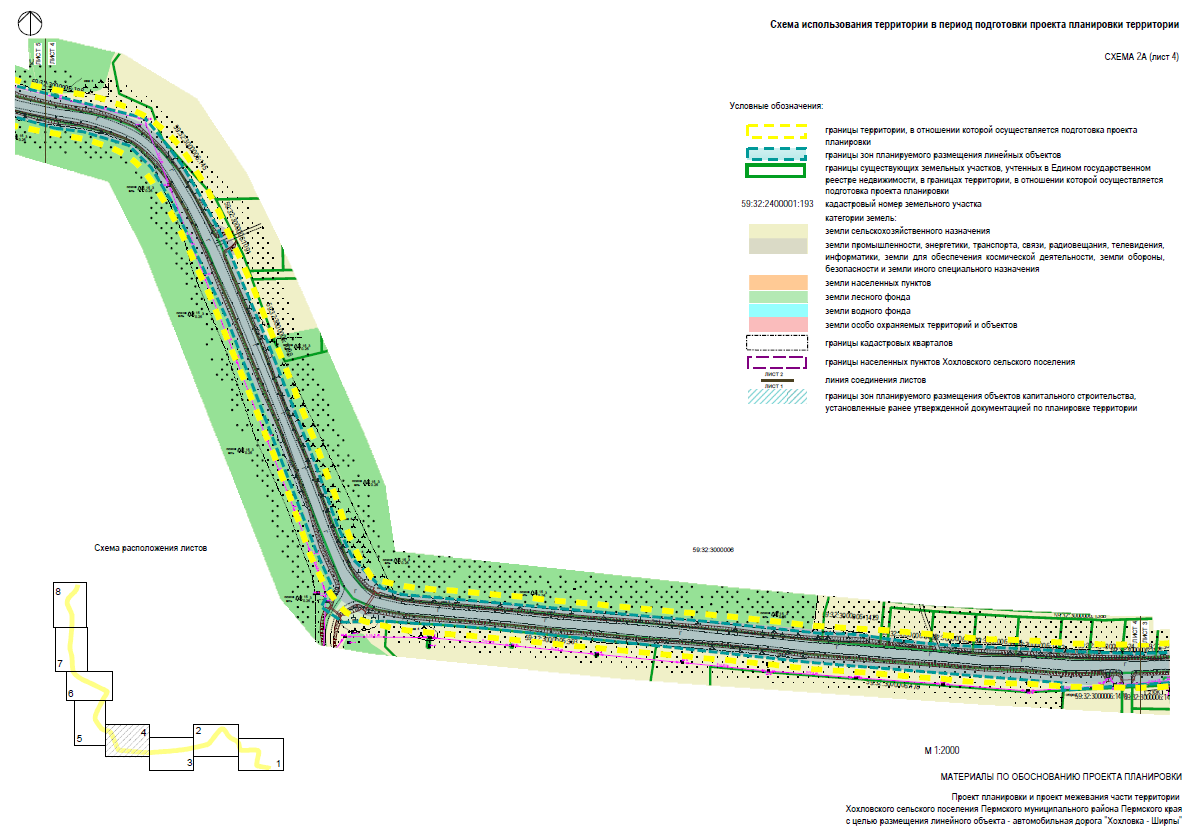 Схема использования территории в период подготовки проекта планировки территории
СХЕМА 2А (лист 4)
ЛИСТ 5
ЛИСТ 4
Условные обозначения:
границы территории, в отношении которой осуществляется подготовка проекта
планировки
границы зон планируемого размещения линейных объектов
границы существующих земельных участков, учтенных в Едином государственном
реестре недвижимости, в границах территории, в отношении которой осуществляется
подготовка проекта планировки
59:32:2400001:193 кадастровый номер земельного участка
категории земель:
земли сельскохозяйственного назначения
земли промышленности, энергетики, транспорта, связи, радиовещания, телевидения,
информатики, земли для обеспечения космической деятельности, земли обороны,
безопасности и земли иного специального назначения
земли населенных пунктов
земли лесного фонда
земли водного фонда
земли особо охраняемых территорий и объектов
границы кадастровых кварталов
границы населенных пунктов Хохловского сельского поселения
ЛИСТ 2
линия соединения листов
ЛИСТ 1
границы зон планируемого размещения объектов капитального строительства,
установленные ранее утвержденной документацией по планировке территории
Схема расположения листов
59:32:3000006
8
7
6
5
4
3
2
1
ЛИСТ 4
ЛИСТ 3
М 1:2000
МАТЕРИАЛЫ ПО ОБОСНОВАНИЮ ПРОЕКТА ПЛАНИРОВКИ
Проект планировки и проект межевания части территории
Хохловского сельского поселения Пермского муниципального района Пермского края
с целью размещения линейного объекта - автомобильная дорога "Хохловка - Ширпы"